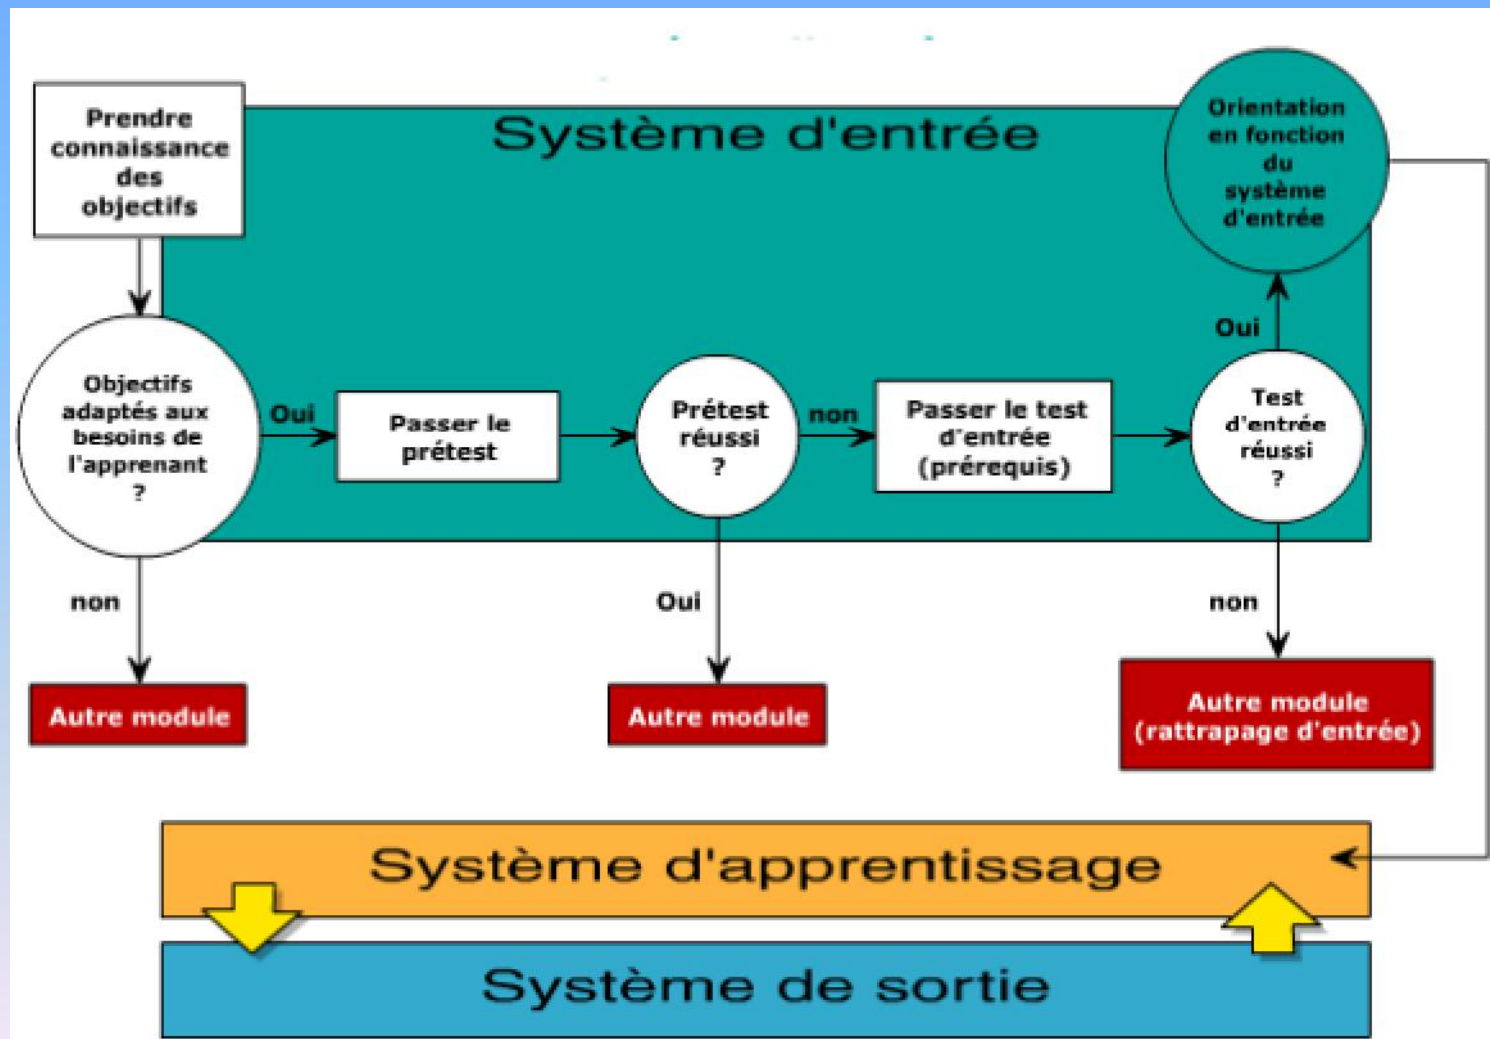 Prendre
connaissance
des
objectifs
Système d'entrée
Orientation
en fonction
du
système
d'entrée
Objectifs
adaptés aux
besoins de
l'apprenant
?
Oui
Passer le
prétest
Prétest
réussi
?
non
Passer le test
d'entrée
(prérequis)
Test
d'entrée
réussi
?
Oui
non
Oui
non
Autre module
Autre module
Autre module
(rattrapage d'entrée)
Système d'apprentissage
Système de sortie